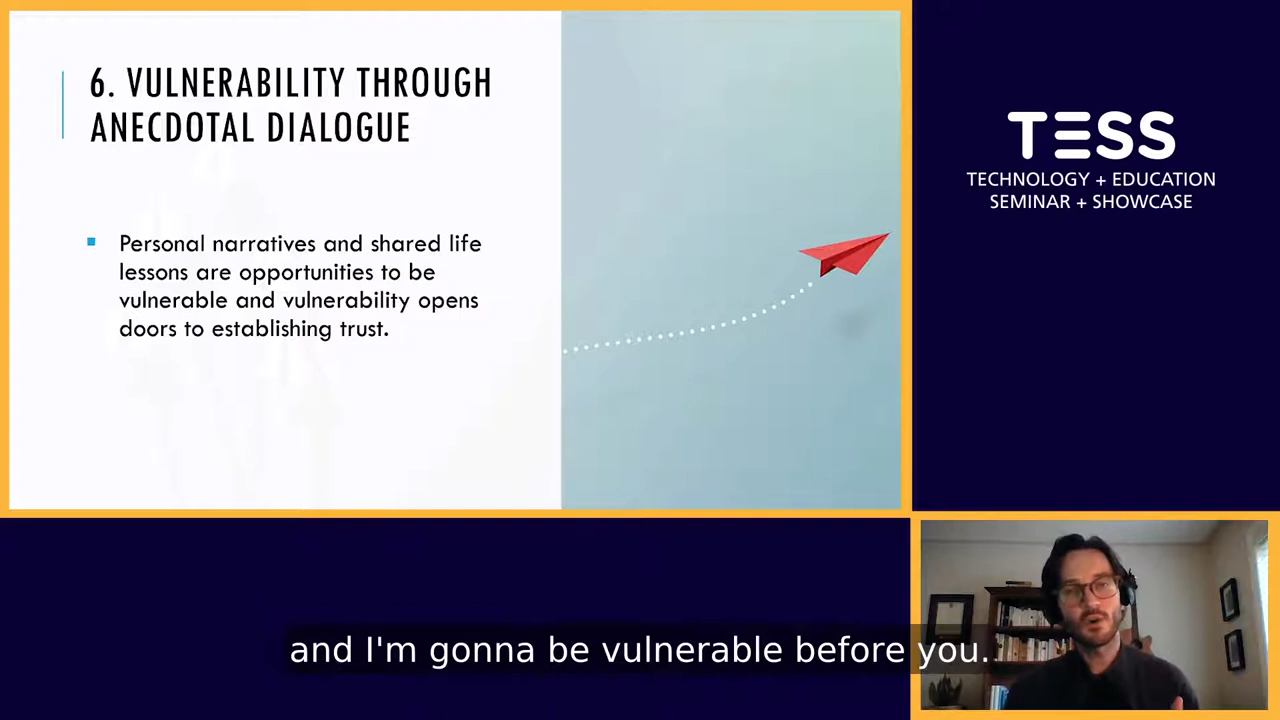 6. VULNERABILITY THROUGH
ANECDOTAL DIALOGUE
Personal narratives and shared life
lessons are opportunities to be
vulnerable and vulnerability opens
doors to establishing trust.
TESS
TECHNOLOGY + EDUCATION
SEMINAR + SHOWCASE
and I'm gonna be vulnerable before you.